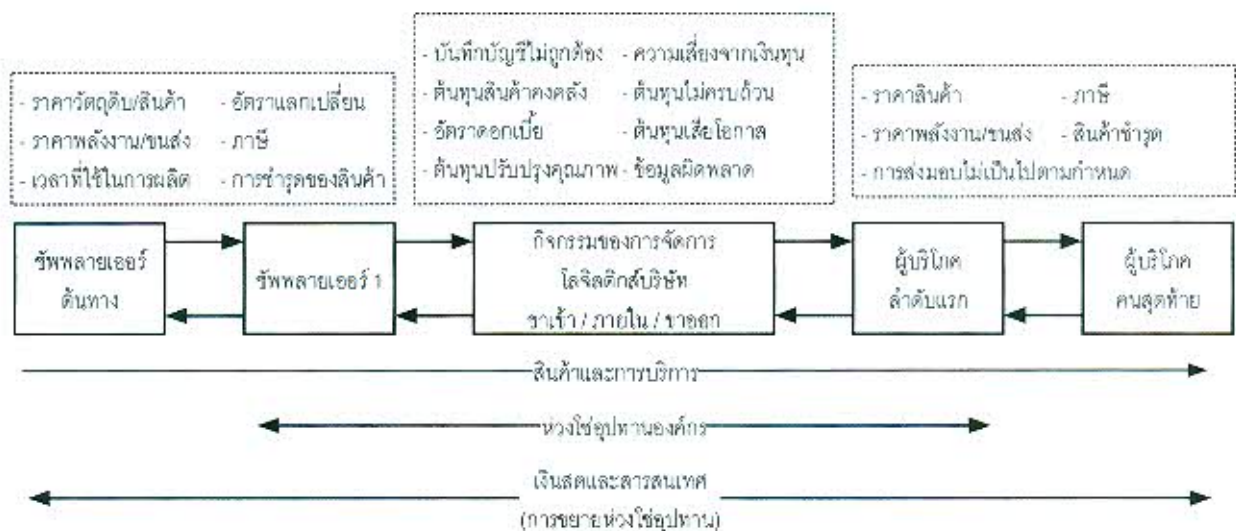 - บันทึกบัญชีไม่ถูกต้อง - ความเสี่ยงจากเงินทุน
- ต้นทุนสินค้าคงคลัง - ต้นทุนไม่ครบถ้วน
- อัตราดอกเบี้ย - ต้นทุนเสียโอกาส
- ต้นทุนปรับปรุงคุณภาพ - ข้อมูลผิดพลาด
- ราคาวัตถุดิบ/สินค้า - อัตราแลกเปลี่ยน
- ราคาพลังงาน/ขนส่ง - ภาษี
- เวลาที่ใช้ในการผลิต - การชำรุดของสินค้า
- ราคาสินค้า - ภาษี
- ราคาพลังงาน/ขนส่ง - สินค้าชำรุด
- การส่งมอบไม่เป็นไปตามกำหนด
ซัพพลายเออร์
ต้นทาง
ซัพพลายเออร์ 1
กิจกรรมของการจัดการ
โลจิสติกส์บริษัท
ขาเข้า / ภายใน / ขาออก
ผู้บริโภค
ลำดับแรก
ผู้บริโภค
คนสุดท้าย
สินค้าและการบริการ
ห่วงโซ่อุปทานองค์กร
เงินสดและสารสนเทศ
(การขยายห่วงโซ่อุปทาน)